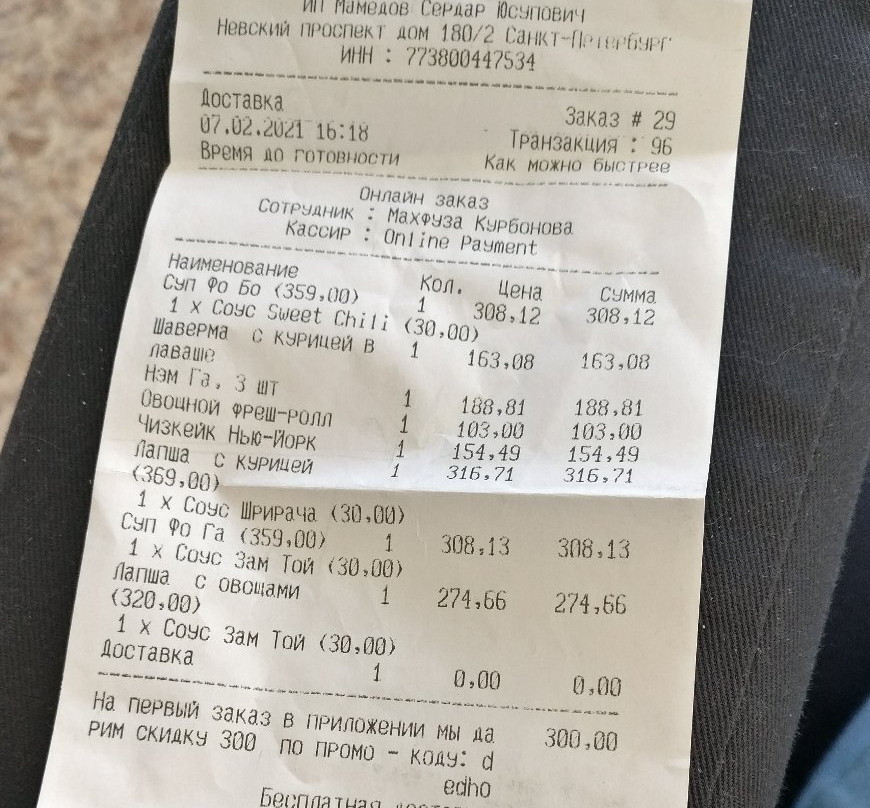 ИП Мамедов Сердар Юсупович
Невский проспект дом 180/2 Санкт-Петербург
ИНН : 773800447534
Доставка Заказ # 29
07.02.2021 16:18 Транзакция : 96
Время до готовности Как можно быстрее
Онлайн заказ
Сотрудник : Махфуза Курбонова
Кассир : Online Payment
Наименование Кол. Цена Сумма
Суп Фо Бо (359,00) 1 308,12 308,12
1 x Соус Sweet Chili (30,00)
Шаверма с курицей в 1 163,08 163,08
лаваше
Нэм Га, 3 шт 1 188,81 188,81
Овощной фреш-ролл 1 103,00 103,00
Чизкейк Нью-Йорк 1 154,49 154,49
Лапша с курицей 1 316,71 316,71
(369,00)
1 x Соус Шрирача (30,00)
Суп Фо Га (359,00) 1 308,13 308,13
1 x Соус Зам Той (30,00)
Лапша с овощами 1 274,66 274,66
(320,00)
1 x Соус Зам Той (30,00)
Доставка 1 0,00 0,00
На первый заказ в приложении мы да 300,00
рим скидку 300 по промо - коду: d
edho
Бесплатная